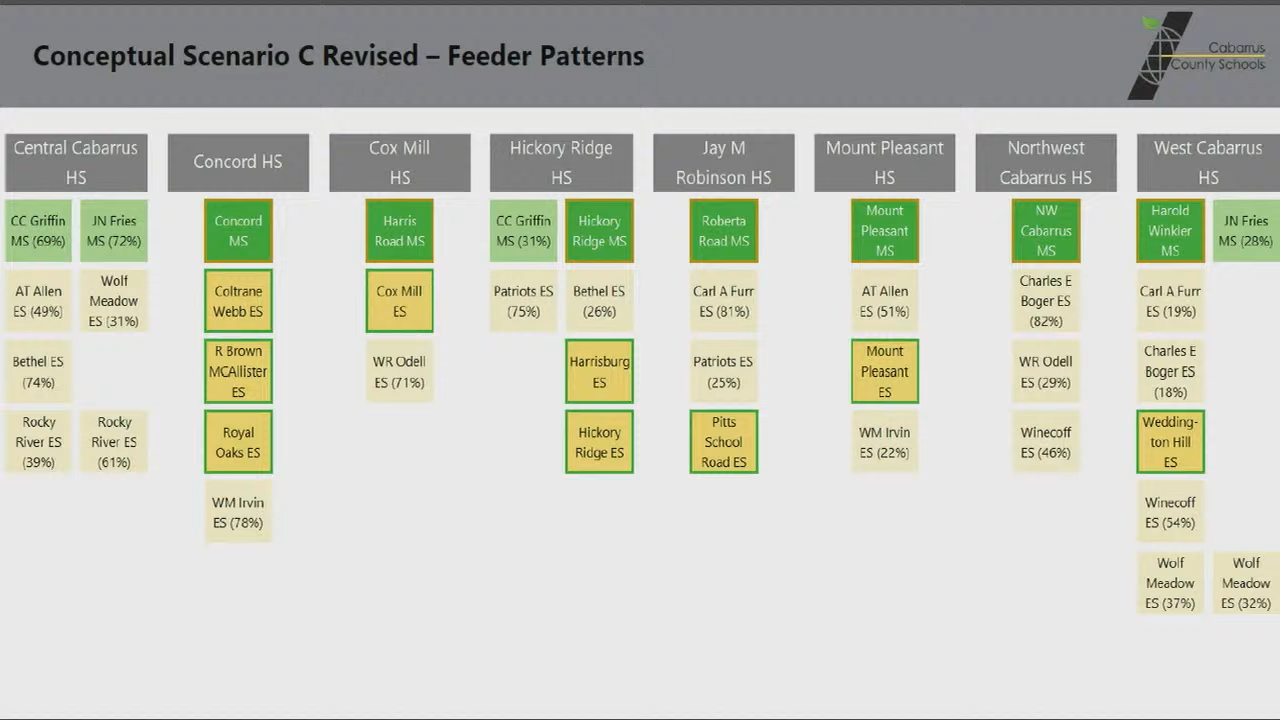 Conceptual Scenario C Revised – Feeder Patterns
Cabarrus
County Schools
Central Cabarrus
HS
Concord HS
Cox Mill
HS
Hickory Ridge
HS
Jay M
Robinson HS
Mount Pleasant
HS
Northwest
Cabarrus HS
West Cabarrus
HS
CC Griffin
MS (69%)
JN Fries
MS (72%)
Concord
MS
Harris
Road MS
CC Griffin
MS (31%)
Hickory
Ridge MS
Roberta
Road MS
Mount
Pleasant
MS
NW
Cabarrus
MS
Harold
Winkler
MS
JN Fries
MS (28%)
AT Allen
ES (49%)
Wolf
Meadow
ES (31%)
Coltrane
Webb ES
Cox Mill
ES
Patriots ES
(75%)
Bethel ES
(26%)
Carl A Furr
ES (81%)
AT Allen
ES (51%)
Charles E
Boger ES
(82%)
Carl A Furr
ES (19%)
Bethel ES
(74%)
R Brown
MCAllister
ES
WR Odell
ES (71%)
Harrisburg
ES
Patriots ES
(25%)
Mount
Pleasant
ES
WR Odell
ES (29%)
Charles E
Boger ES
(18%)
Rocky
River ES
(39%)
Rocky
River ES
(61%)
Royal
Oaks ES
Hickory
Ridge ES
Pitts
School
Road ES
WM Irvin
ES (22%)
Winecoff
ES (46%)
Wedding-
ton Hill
ES
WM Irvin
ES (78%)
Winecoff
ES (54%)
Wolf
Meadow
ES (37%)
Wolf
Meadow
ES (32%)